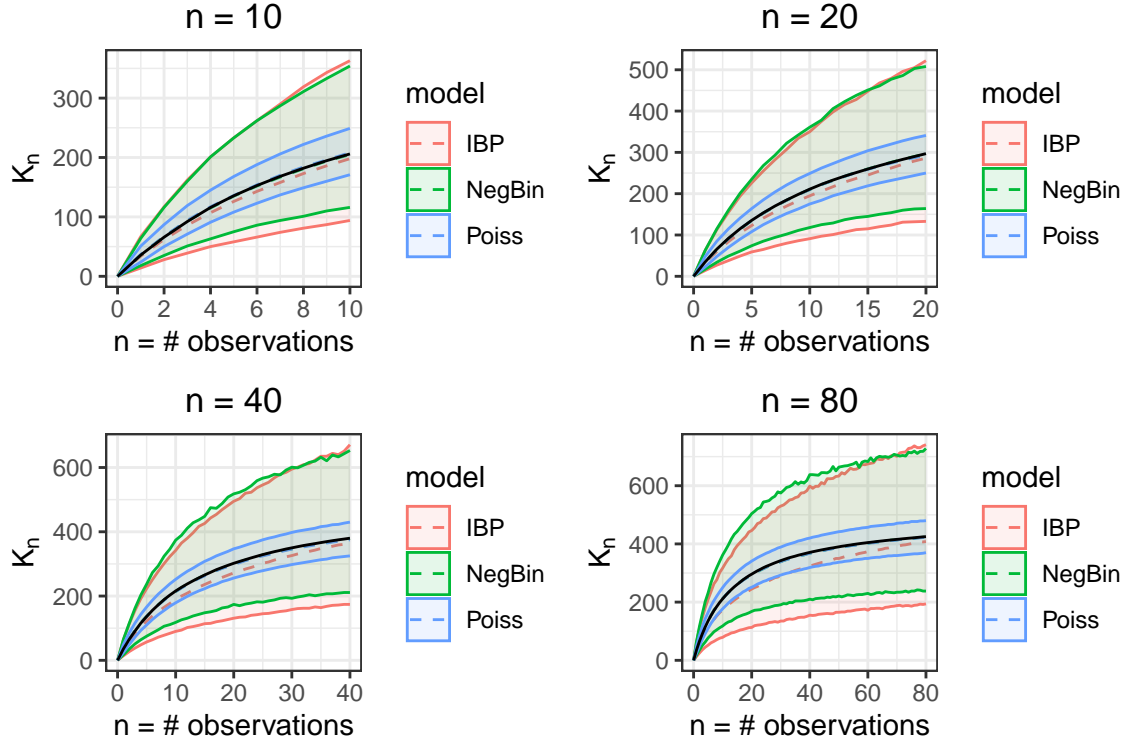 n = 10
K_n
300
200
100
0
0 2 4 6 8 10
n = # observations
model
IBP
NegBin
Poiss
n = 20
K_n
500
400
300
200
100
0
0 5 10 15 20
n = # observations
model
IBP
NegBin
Poiss
n = 40
K_n
600
400
200
0
0 10 20 30 40
n = # observations
model
IBP
NegBin
Poiss
n = 80
K_n
600
400
200
0
0 20 40 60 80
n = # observations
model
IBP
NegBin
Poiss